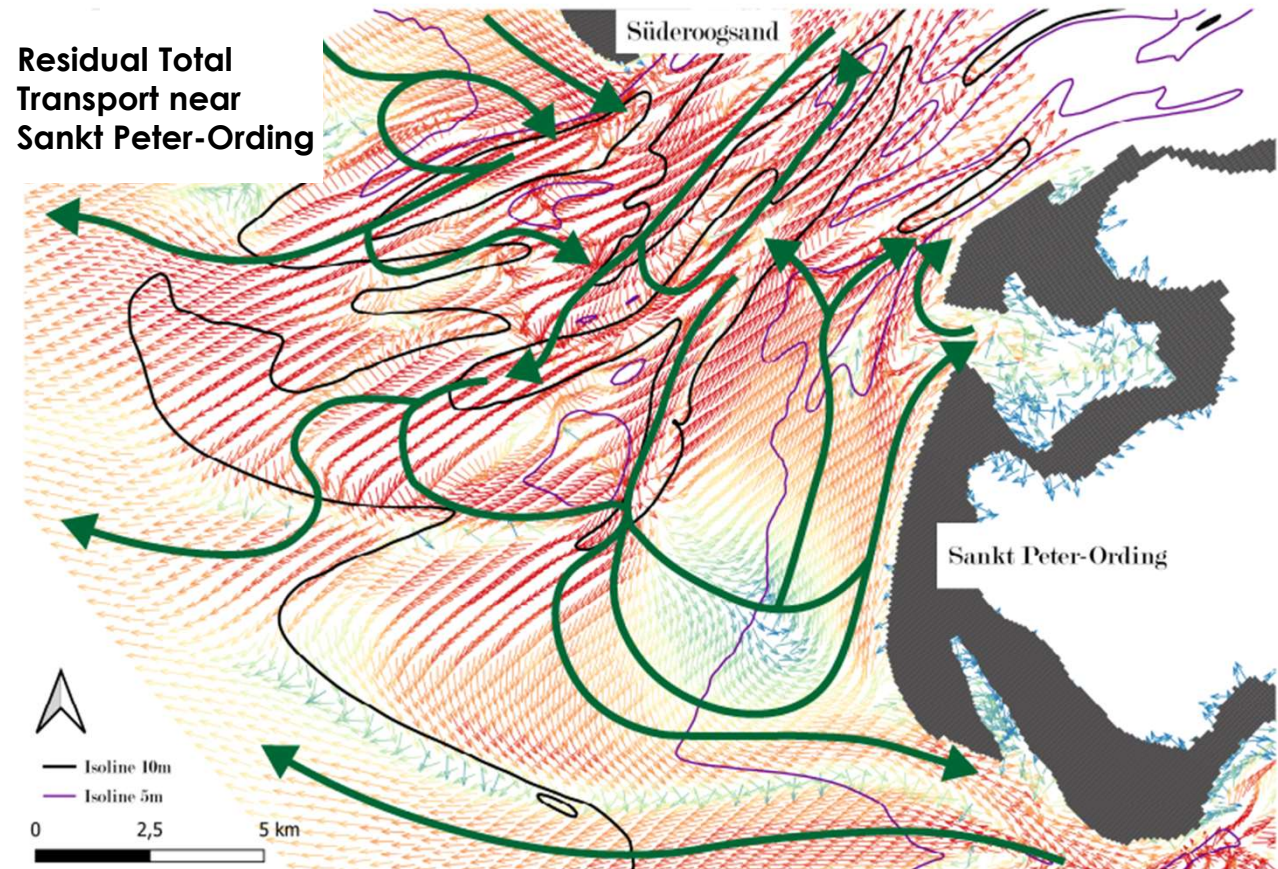 Residual Total
Transport near
Sankt Peter-Ording
Süderoogsand
Sankt Peter-Ording
Isoline 10m
Isoline 5m
0 2,5 5 km